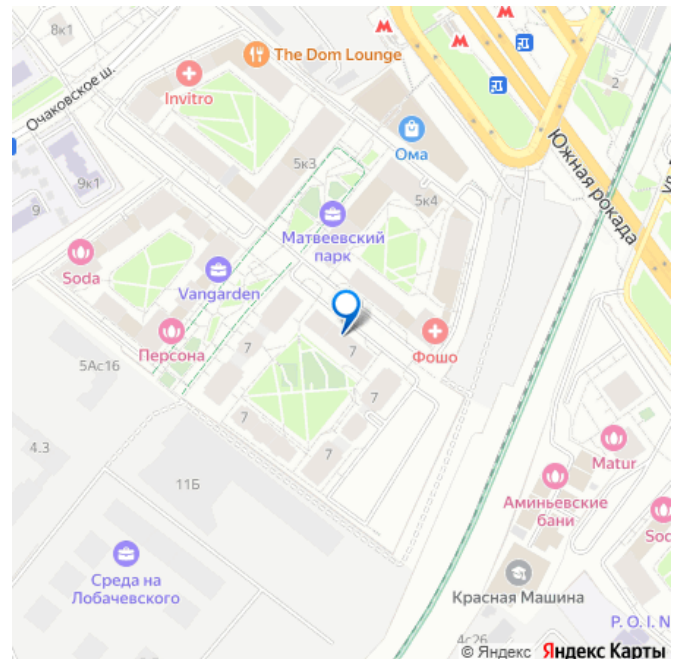 8к1
The Dom Lounge
Invitro
Очаковское ш.
2
Ома
Южная рокада
5к3
9к1
5к4
9
Матвеевский
парк
Soda
Vangarden
Персона
Фошо
7
7
5Ас16
7
7
7
4.3
11Б
Matur
Аминьевские
бани
Среда на
Лобачевского
Красная Машина
P. O. I. N
4с26
© Яндекс Яндекс Карты